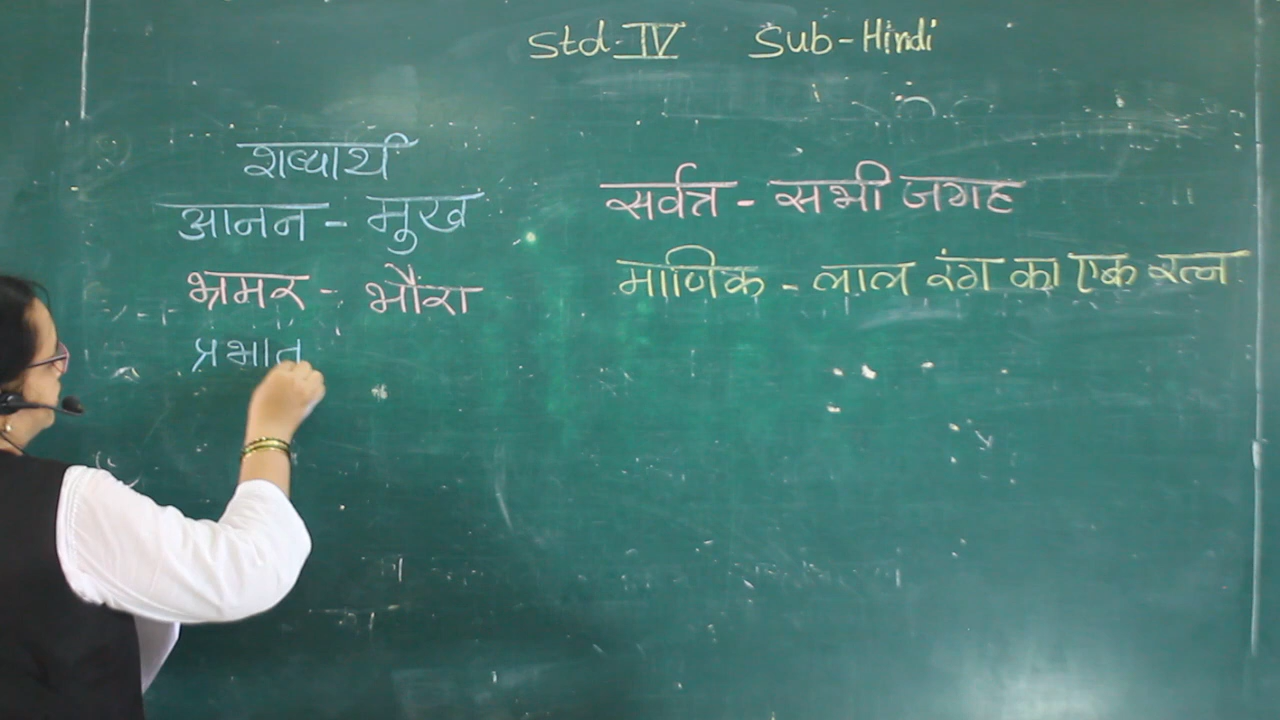 Std-IV Sub-Hindi
शब्दार्थ
आनन - मुख
भ्रमर - भौंरा
प्रभात
सर्वत्र - सभी जगह
माणिक - लाल रंग का एक रत्न